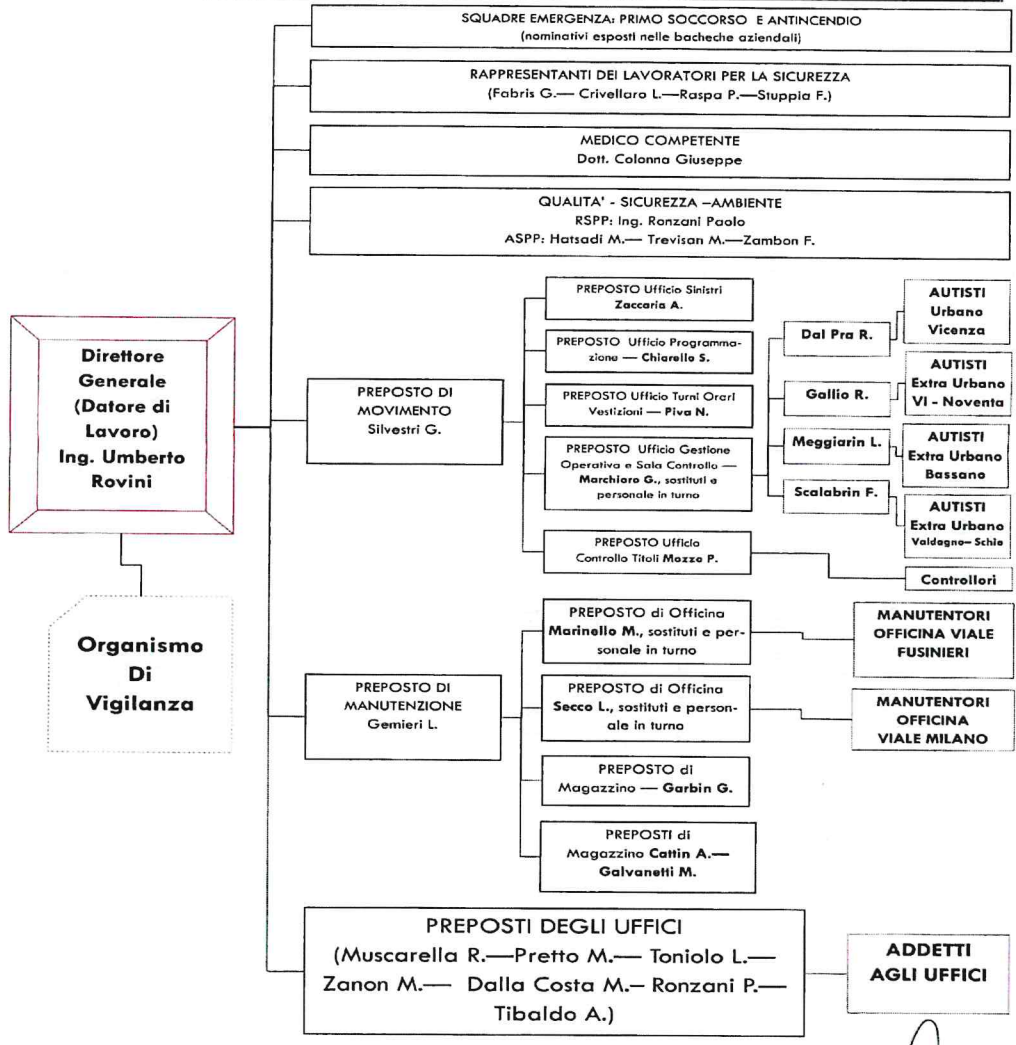 SQUADRE EMERGENZA: PRIMO SOCCORSO E ANTINCENDIO
(nominativi esposti nelle bacheche aziendali)
RAPPRESENTANTI DEI LAVORATORI PER LA SICUREZZA
(Fabris G.— Crivellaro L.—Raspa P.—Stuppia F.)
MEDICO COMPETENTE
Dott. Colonna Giuseppe
QUALITA' - SICUREZZA –AMBIENTE
RSPP: Ing. Ronzani Paolo
ASPP: Hatsadi M.— Trevisan M.—Zambon F.
Direttore
Generale
(Datore di
Lavoro)
Ing. Umberto
Rovini
Organismo
Di
Vigilanza
PREPOSTO DI
MOVIMENTO
Silvestri G.
PREPOSTO Ufficio Sinistri
Zaccaria A.
PREPOSTO Ufficio Programma-
zione — Chiarello S.
PREPOSTO Ufficio Turni Orari
Vestizioni — Piva N.
PREPOSTO Ufficio Gestione
Operativa e Sala Controllo —
Marchioro G., sostituti e
personale in turno
PREPOSTO Ufficio
Controllo Titoli Mozzo P.
Dal Pra R.
Gallio R.
Meggiarin L.
Scalabrin F.
AUTISTI
Urbano
Vicenza
AUTISTI
Extra Urbano
VI - Noventa
AUTISTI
Extra Urbano
Bassano
AUTISTI
Extra Urbano
Valdagno– Schio
Controllori
PREPOSTO DI
MANUTENZIONE
Gemieri L.
PREPOSTO di Officina
Marinello M., sostituti e per-
sonale in turno
PREPOSTO di Officina
Secco L., sostituti e person-
ale in turno
PREPOSTO di
Magazzino — Garbin G.
PREPOSTI di
Magazzino Cattin A.—
Galvanetti M.
MANUTENTORI
OFFICINA VIALE
FUSINIERI
MANUTENTORI
OFFICINA
VIALE MILANO
PREPOSTI DEGLI UFFICI
(Muscarella R.—Pretto M.— Toniolo L.—
Zanon M.— Dalla Costa M.– Ronzani P.—
Tibaldo A.)
ADDETTI
AGLI UFFICI